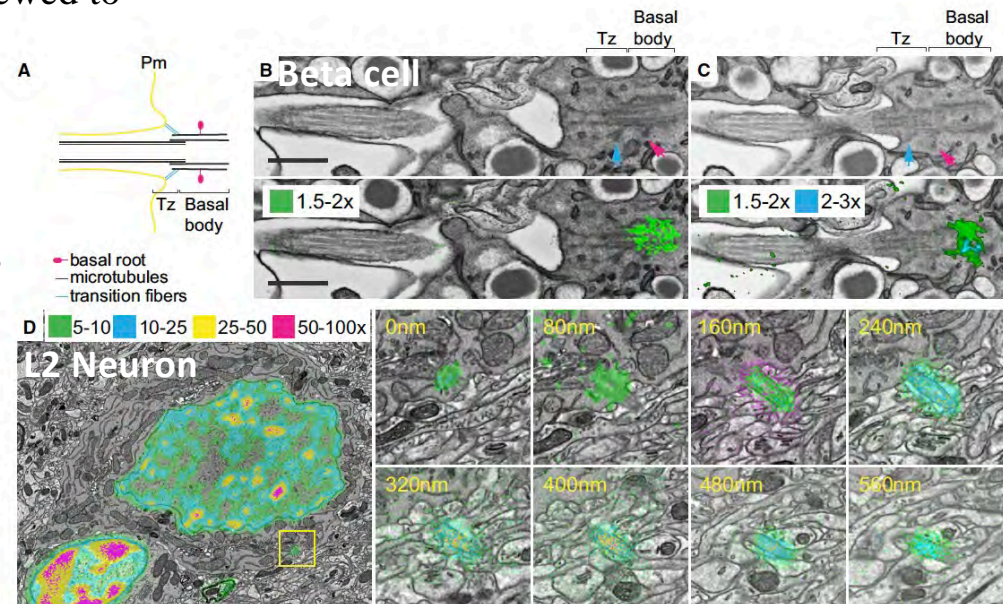 ewed to
Basal
body
Tz
Basal
body
Tz
A
Pm
B
Beta cell
C
Tz Basal
body
1.5-2x
1.5-2x 2-3x
basal root
microtubules
transition fibers
D 5-10 10-25 25-50 50-100x
L2 Neuron
0nm 80nm 160nm 240nm
320nm 400nm 480nm 560nm